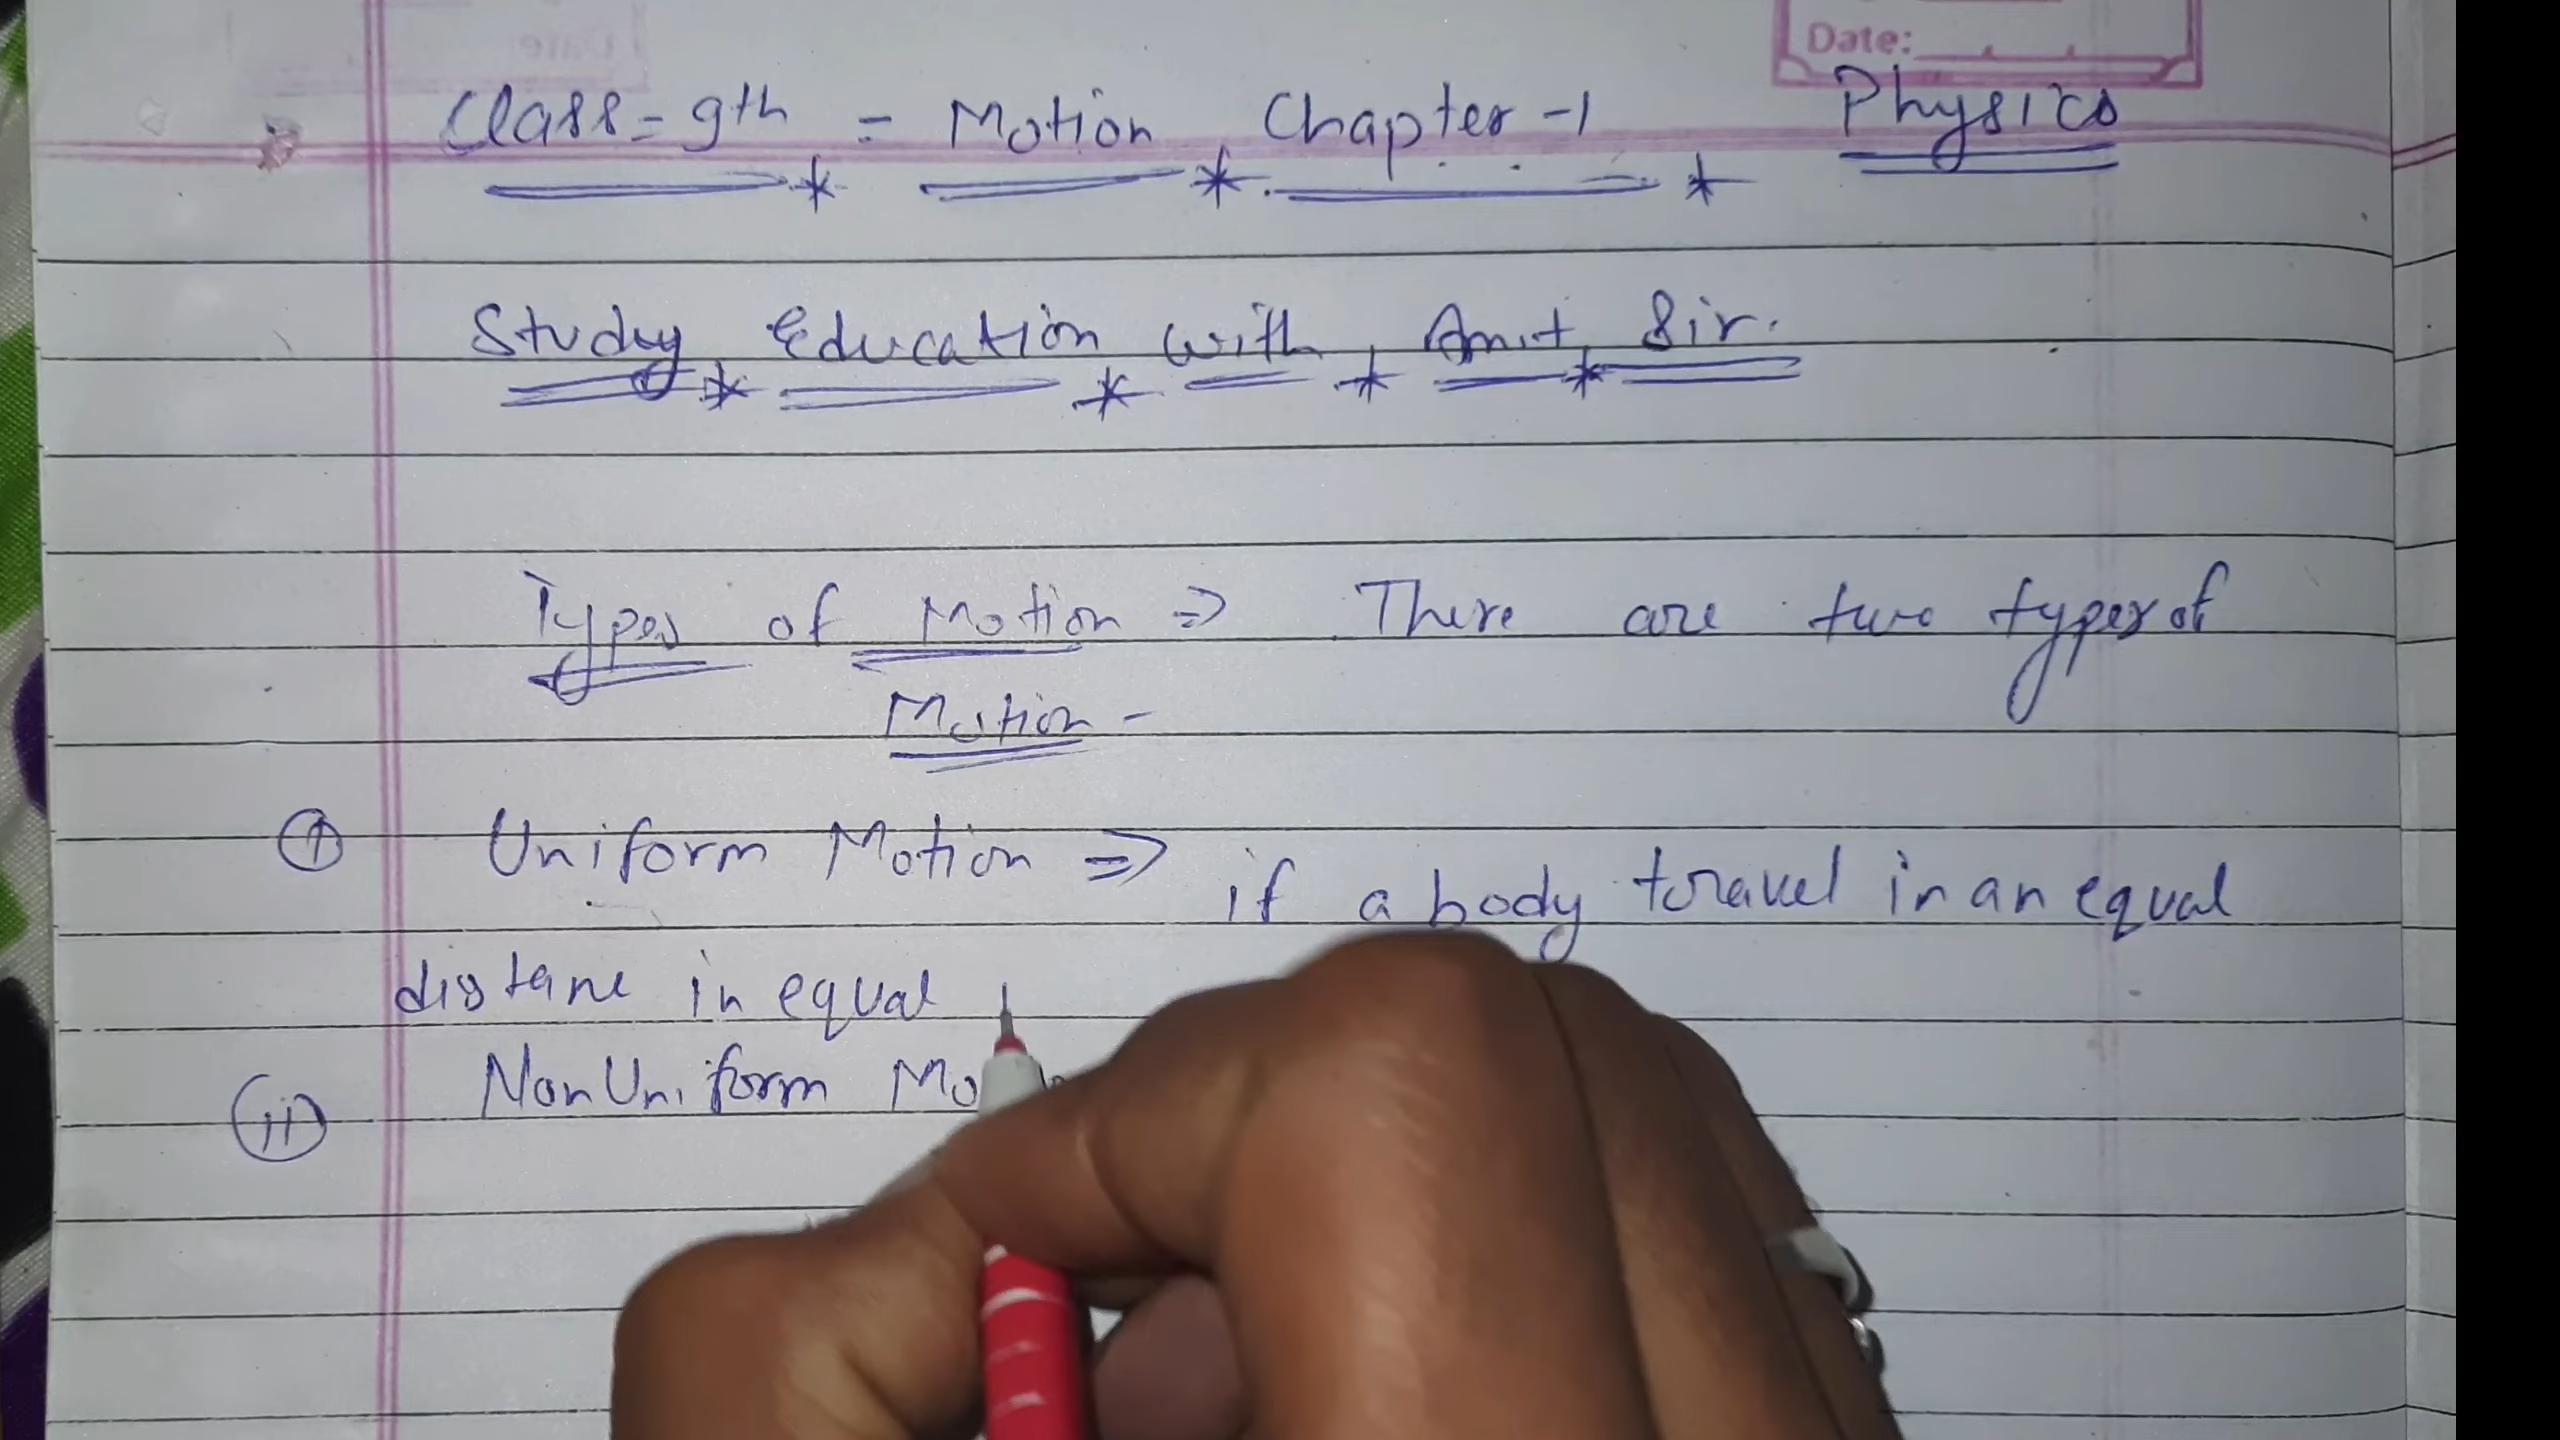 Date:
Class = 9th = Motion Chapter -1 Physics
Study Education with Amit Sir.
Types of Motion => There are two types of
Motion -
(i) Uniform Motion => if a body travel in an equal
distane in equal
(ii) NonUniform Mo